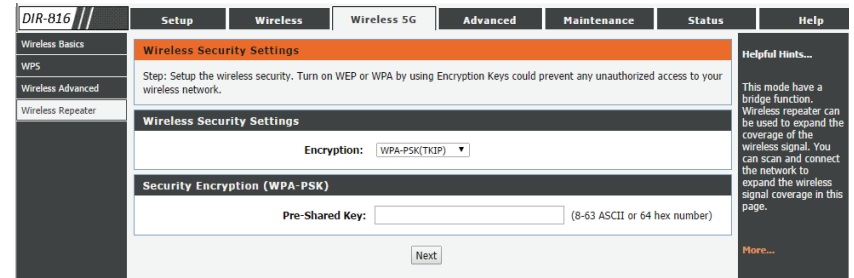 DIR-816
Setup Wireless Wireless 5G Advanced Maintenance Status Help
Wireless Basics
WPS
Wireless Advanced
Wireless Repeater
Wireless Security Settings
Step: Setup the wireless security. Turn on WEP or WPA by using Encryption Keys could prevent any unauthorized access to your
wireless network.
Wireless Security Settings
Encryption: WPA-PSK(TKIP)
Security Encryption (WPA-PSK)
Pre-Shared Key: (8-63 ASCII or 64 hex number)
Next
Helpful Hints...
This mode have a
bridge function.
Wireless repeater can
be used to expand the
coverage of the
wireless signal. You
can scan and connect
the network to
expand the wireless
signal coverage in this
page.
More...